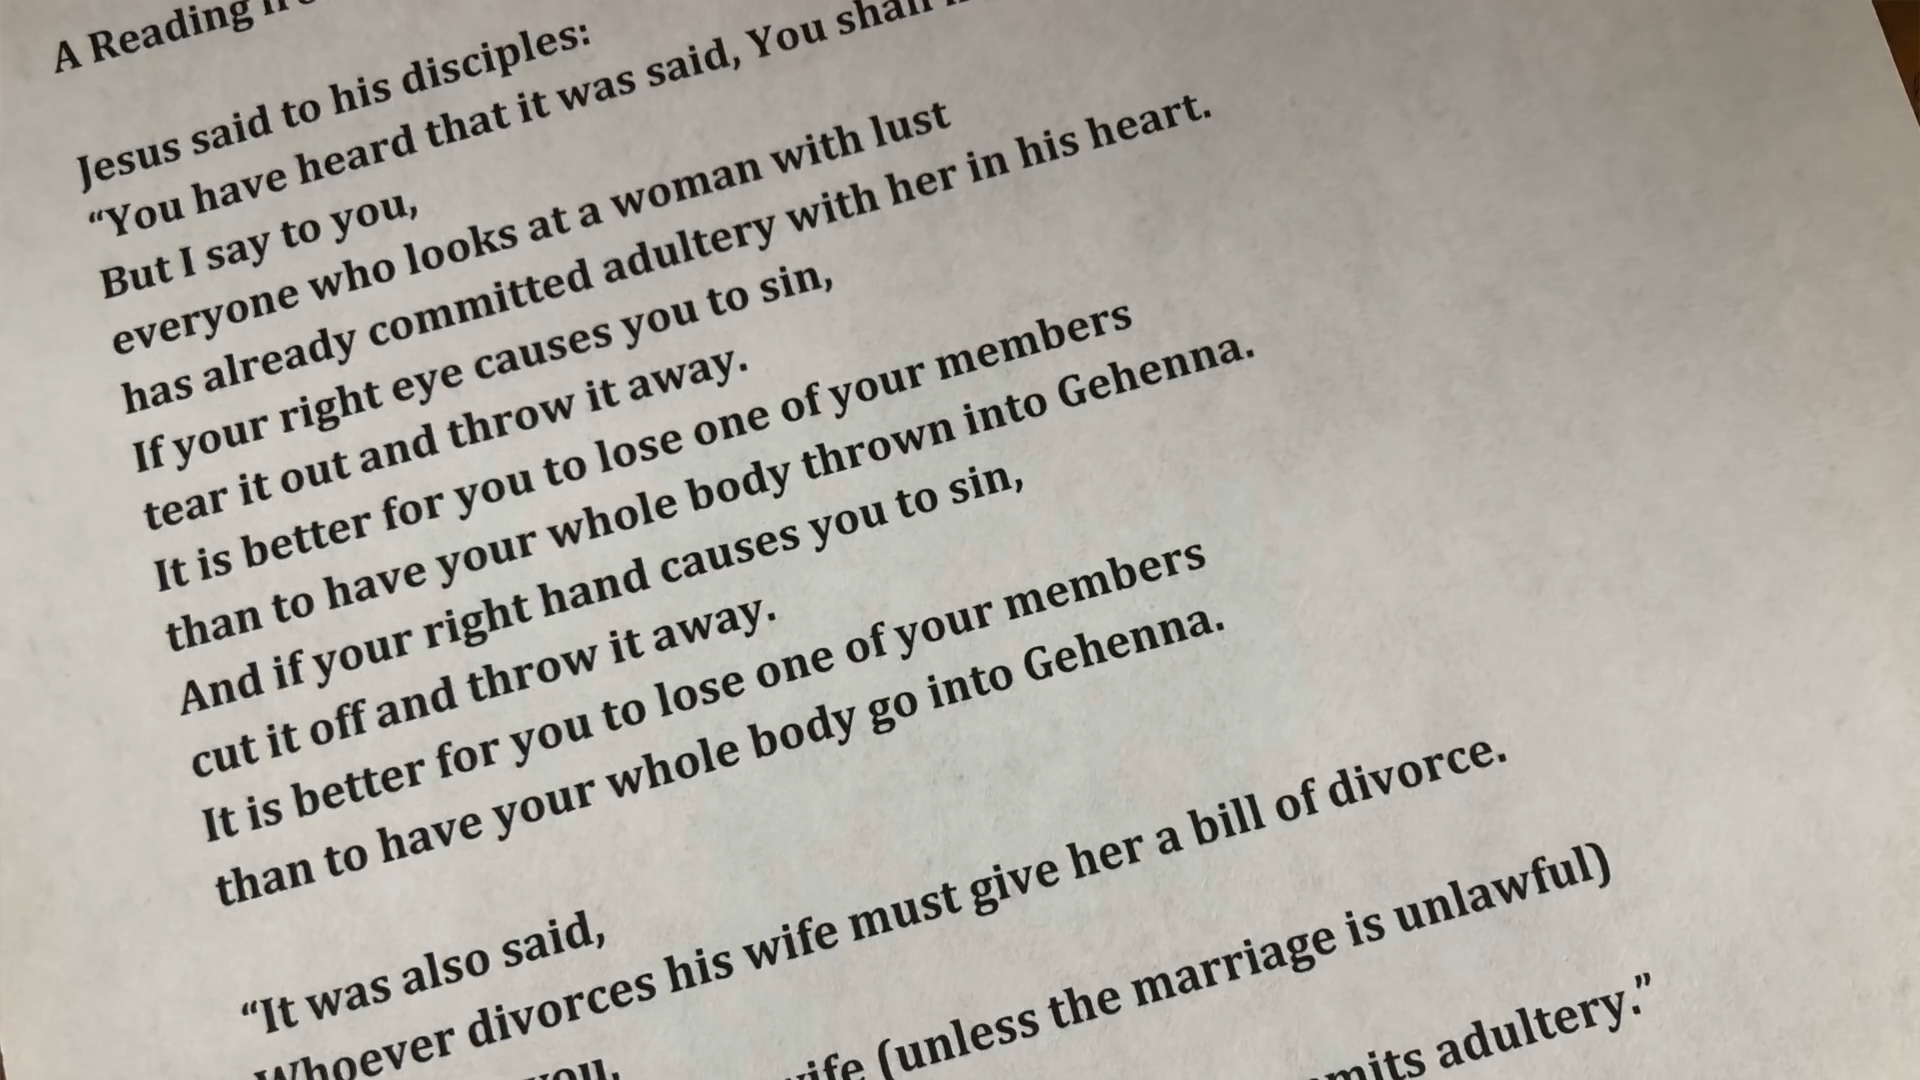 A Reading
Jesus said to his disciples:
“You have heard that it was said, You shall
But I say to you,
everyone who looks at a woman with lust
has already committed adultery with her in his heart.
If your right eye causes you to sin,
tear it out and throw it away.
It is better for you to lose one of your members
than to have your whole body thrown into Gehenna.
And if your right hand causes you to sin,
cut it off and throw it away.
It is better for you to lose one of your members
than to have your whole body go into Gehenna.
“It was also said,
Whoever divorces his wife must give her a bill of divorce.
you, wife (unless the marriage is unlawful)
adultery.”